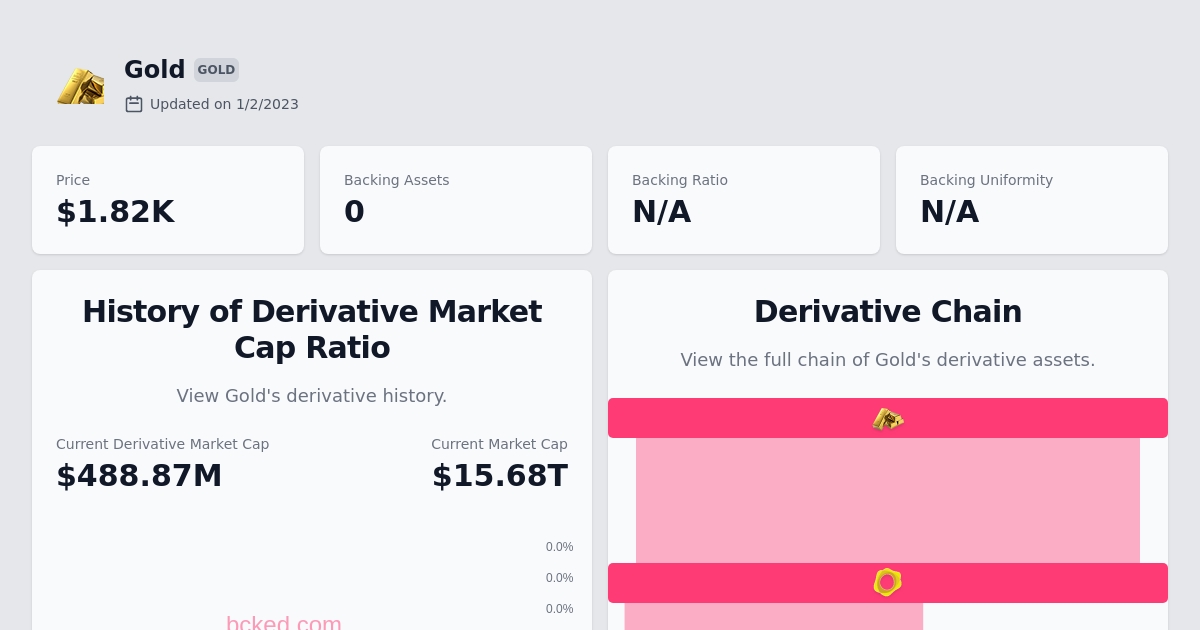 Gold GOLD
Updated on 1/2/2023
Price
$1.82K
Backing Assets
0
Backing Ratio
N/A
Backing Uniformity
N/A
History of Derivative Market
Cap Ratio
View Gold's derivative history.
Current Derivative Market Cap
$488.87M
Current Market Cap
$15.68T
0.0%
0.0%
0.0%
bcked.com
Derivative Chain
View the full chain of Gold's derivative assets.